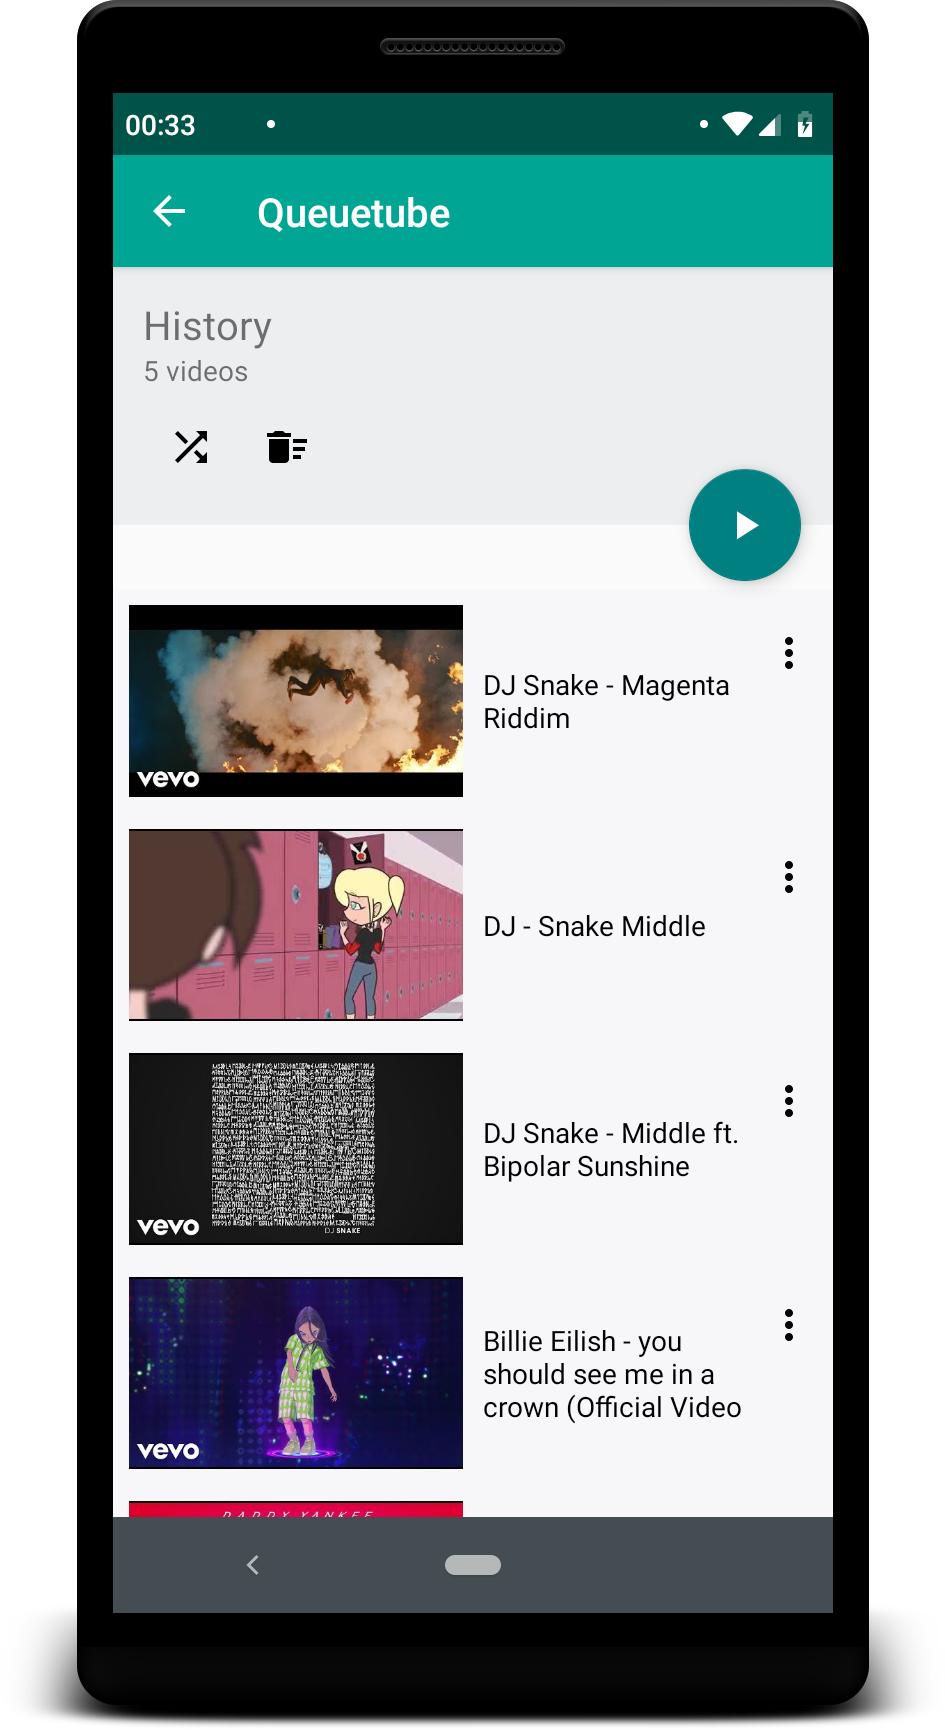 00:33
Queuetube
History
5 videos
vevo
DJ Snake - Magenta
Riddim
DJ - Snake Middle
DJ SNAKE
vevo
DJ Snake - Middle ft.
Bipolar Sunshine
vevo
Billie Eilish - you
should see me in a
crown (Official Video
DADDY YANKEE